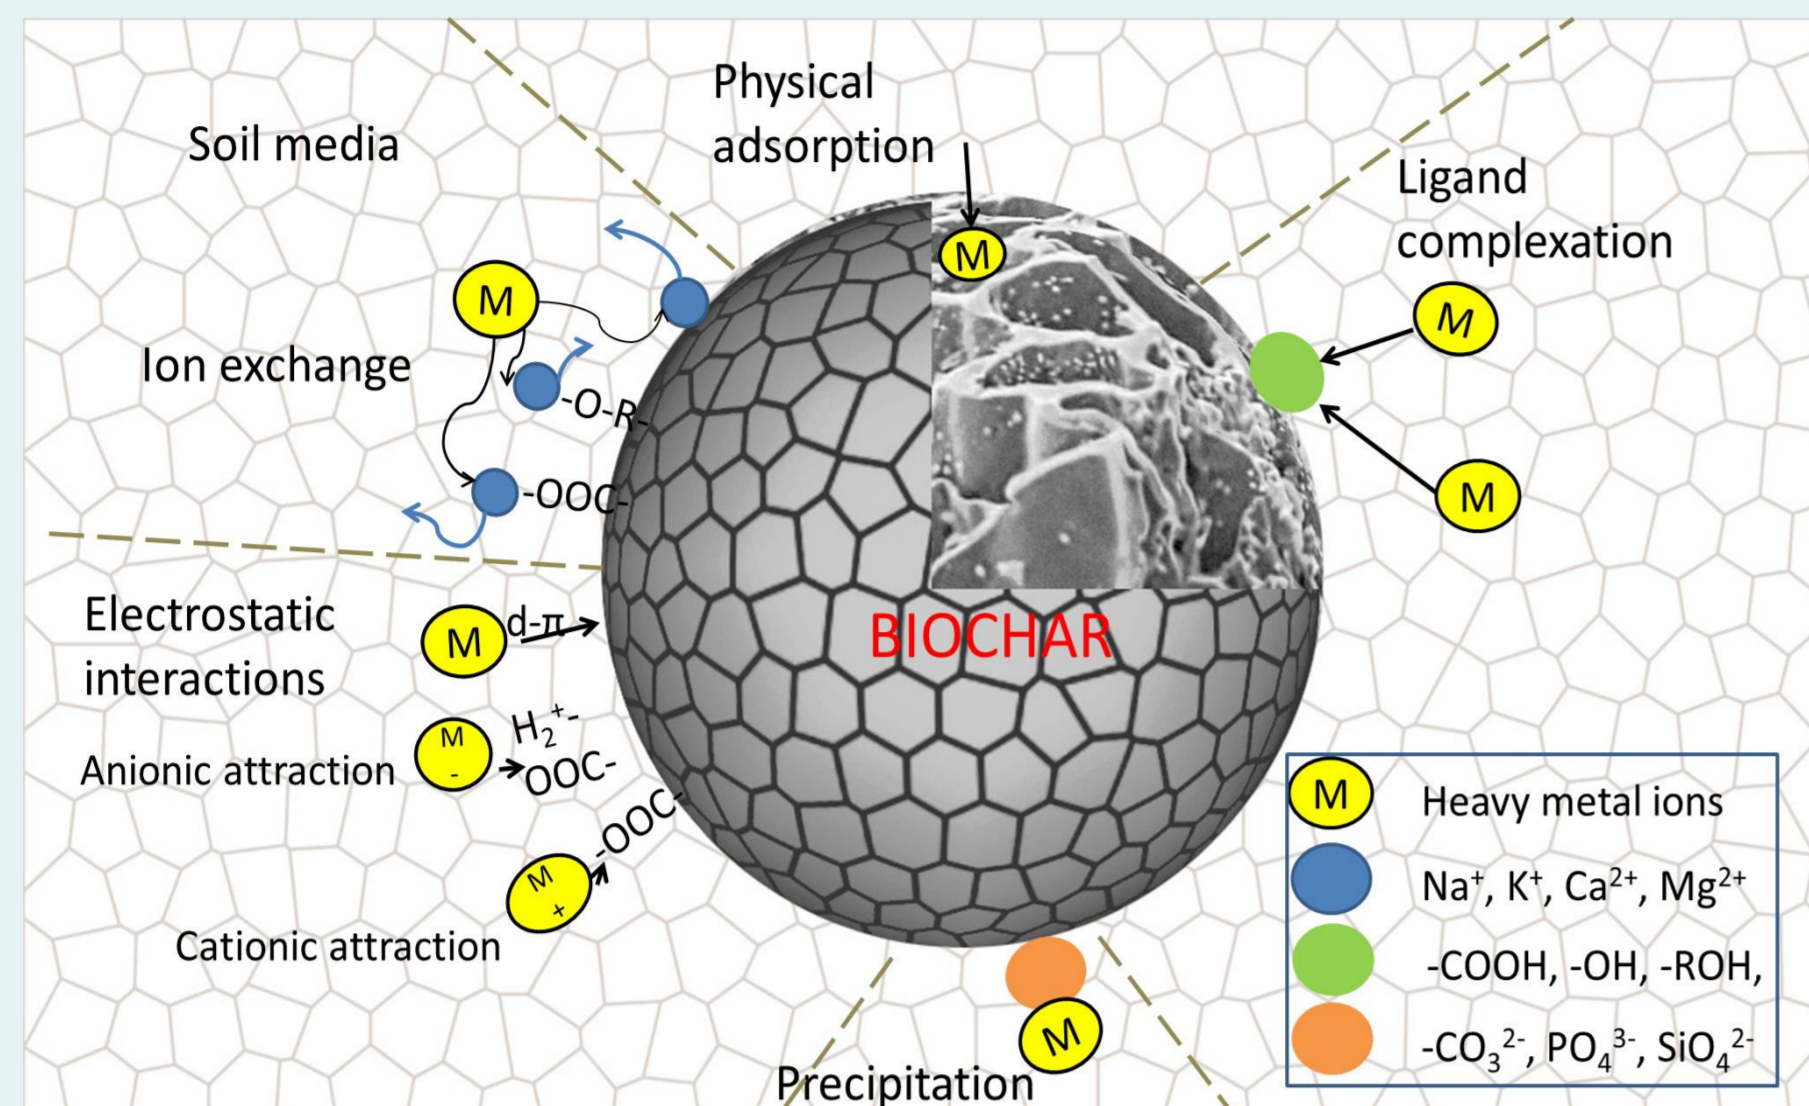 Physical
adsorption
M
Soil media
Ligand
complexation
M
M
Ion exchange
M
-O-R-
-OOC-
Electrostatic
interactions
M d-π
BIOCHAR
Anionic attraction
M
-
H₂⁺-
OOC-
Cationic attraction
M
+
-OOC-
M
Precipitation
M Heavy metal ions
Na⁺, K⁺, Ca²⁺, Mg²⁺
-COOH, -OH, -ROH,
-CO₃²⁻, PO₄³⁻, SiO₄²⁻